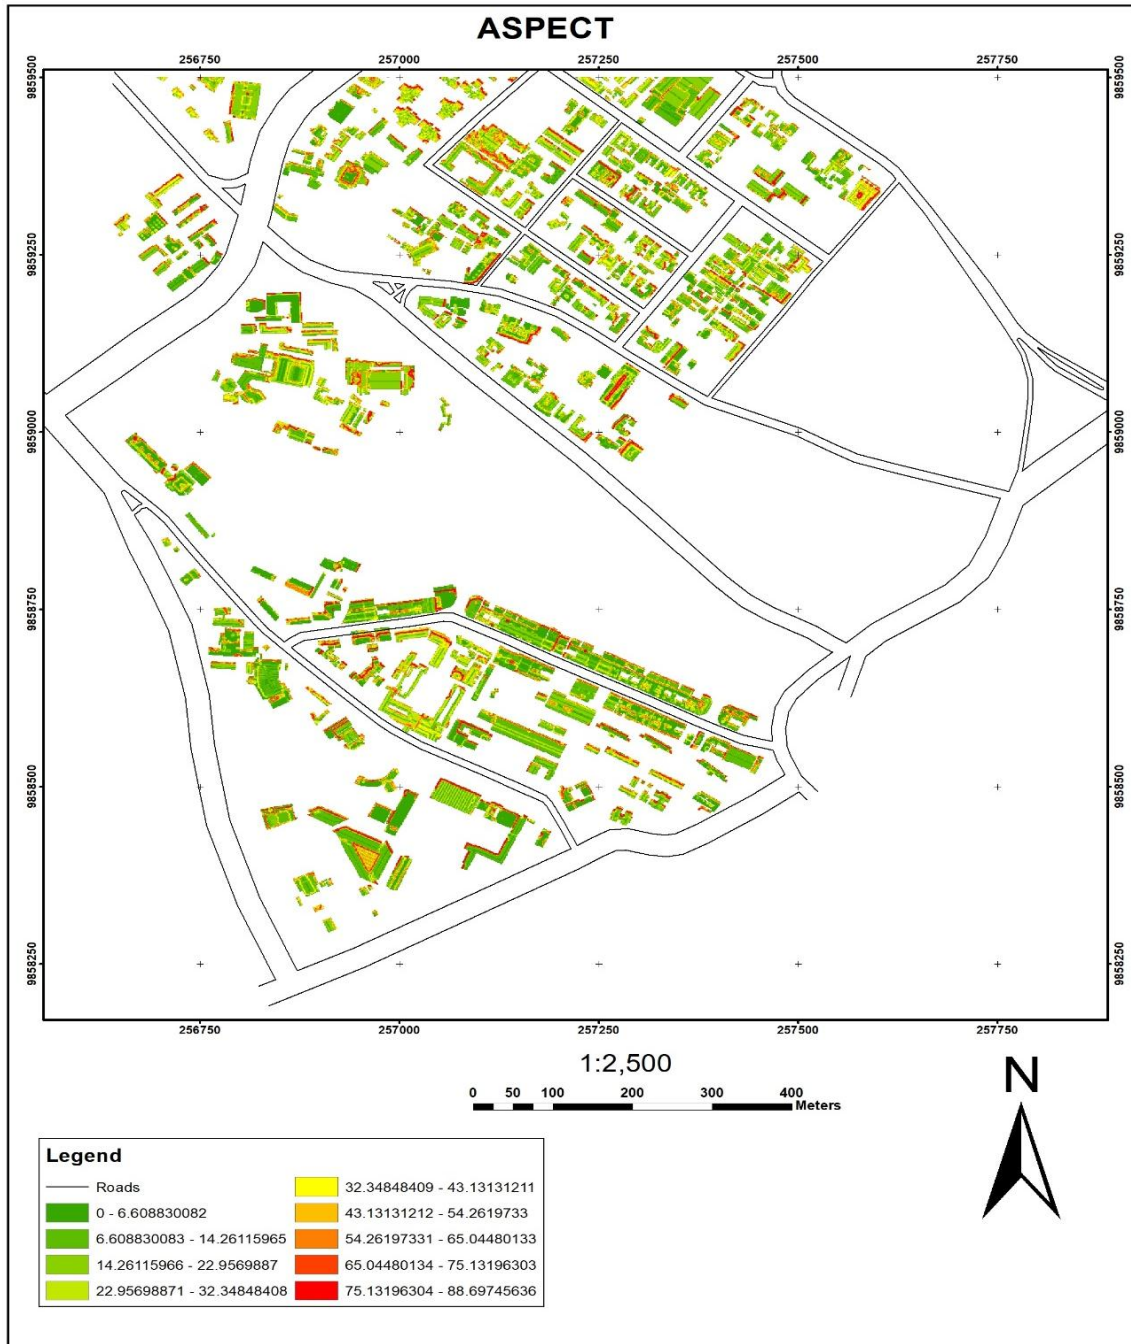 ASPECT
256750 257000 257250 257500 257750
9859500 9859500
9859250 9859250
9859000 9859000
9858750 9858750
9858500 9858500
9858250 9858250
256750 257000 257250 257500 257750
1:2,500
0 50 100 200 300 400
Meters
N
Legend
Roads
0 - 6.608830082
6.608830083 - 14.26115965
14.26115966 - 22.9569887
22.95698871 - 32.34848408
32.34848409 - 43.13131211
43.13131212 - 54.2619733
54.26197331 - 65.04480133
65.04480134 - 75.13196303
75.13196304 - 88.69745636